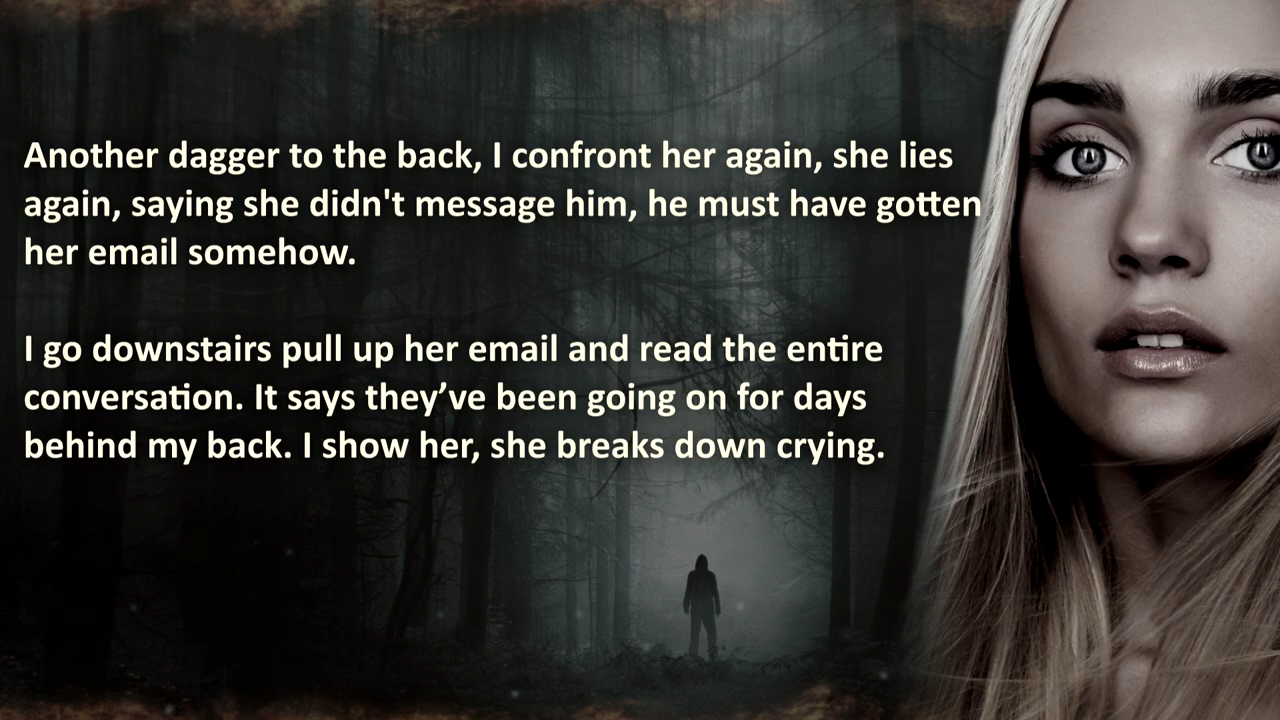 Another dagger to the back, I confront her again, she lies
again, saying she didn't message him, he must have gotten
her email somehow.
I go downstairs pull up her email and read the entire
conversation. It says they’ve been going on for days
behind my back. I show her, she breaks down crying.